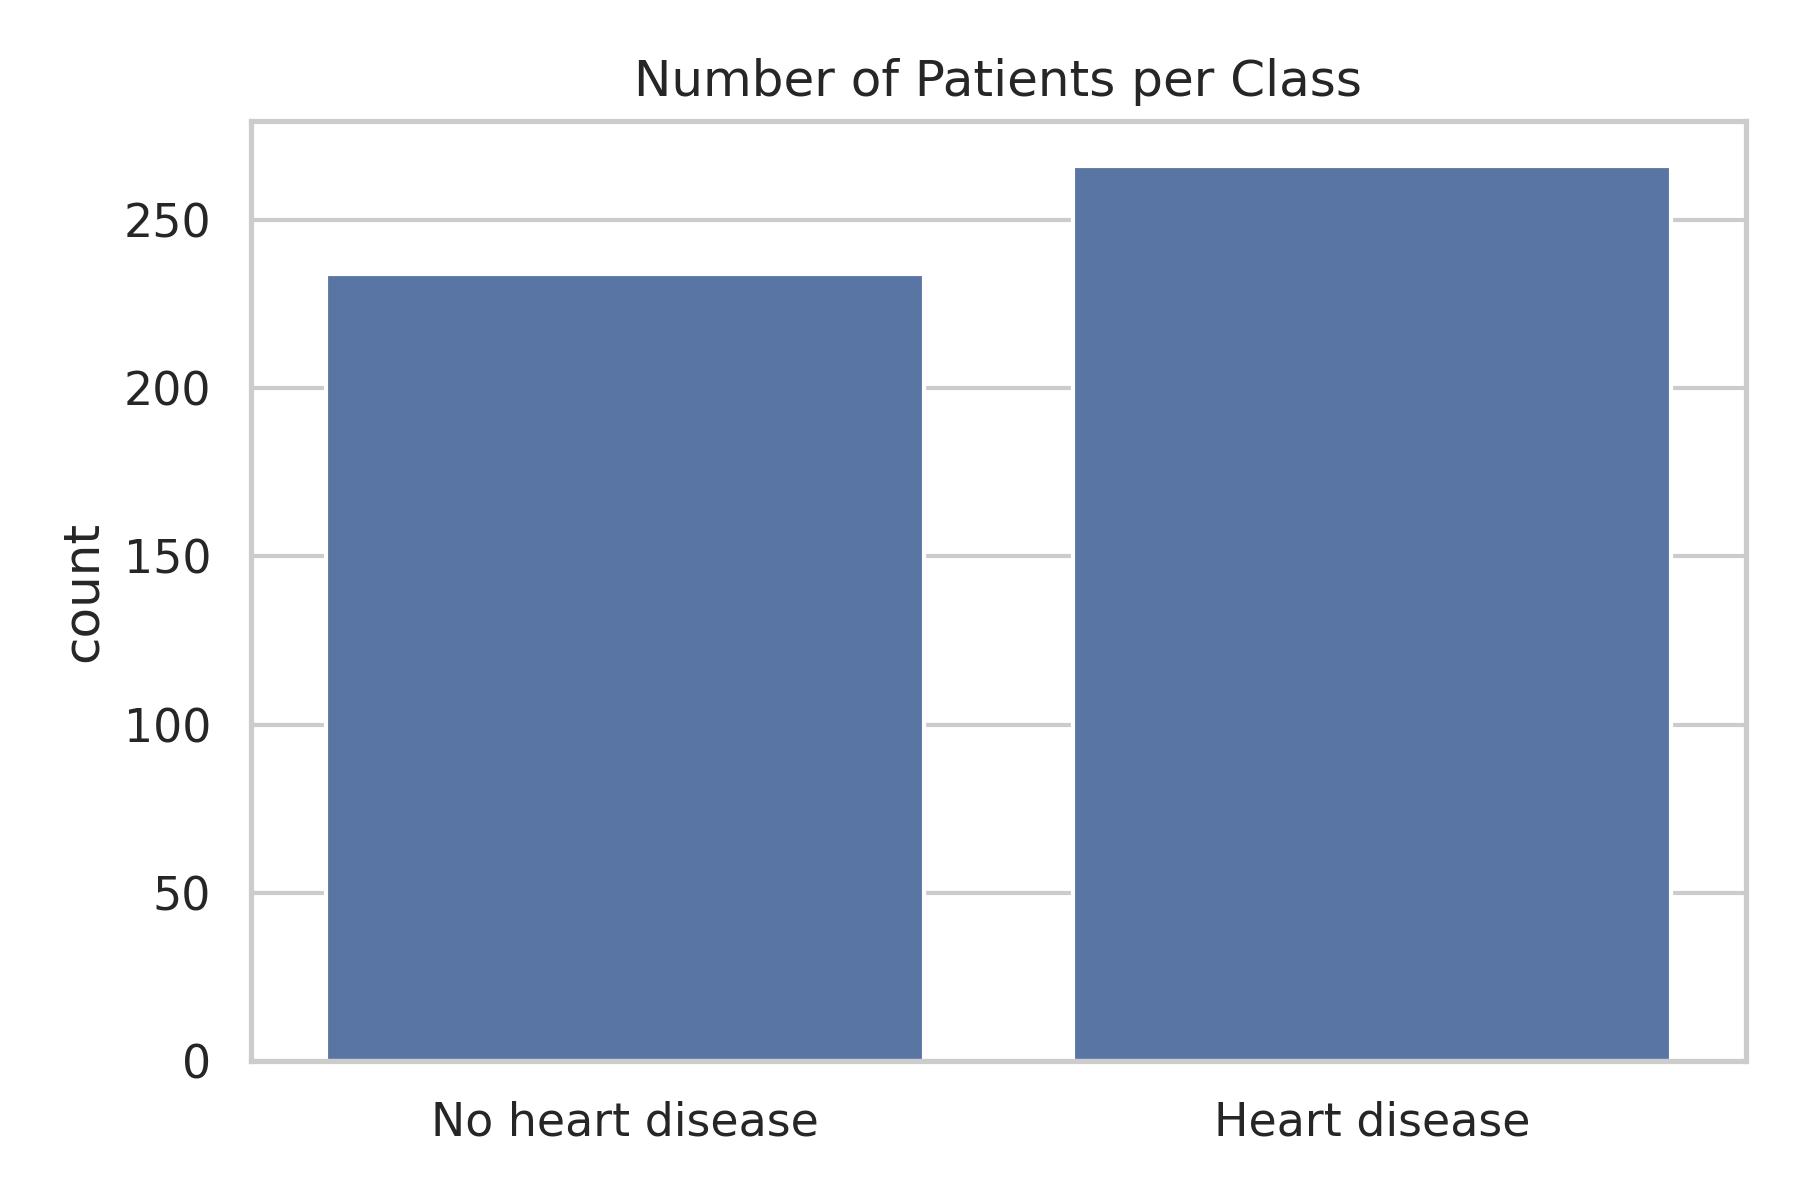 Number of Patients per Class
count
250
200
150
100
50
0
No heart disease
Heart disease